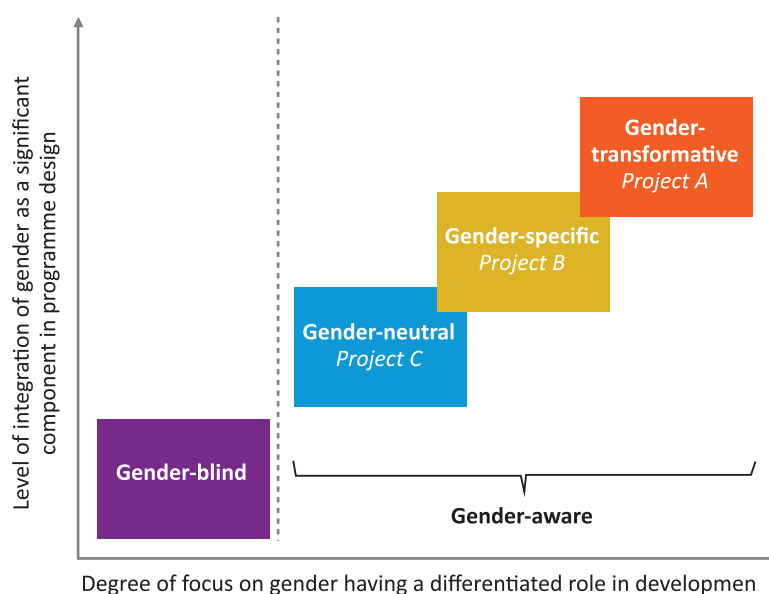 Level of integration of gender as a significant
component in programme design
Gender-
transformative
Project A
Gender-specific
Project B
Gender-neutral
Project C
Gender-blind
Gender-aware
Degree of focus on gender having a differentiated role in developmen